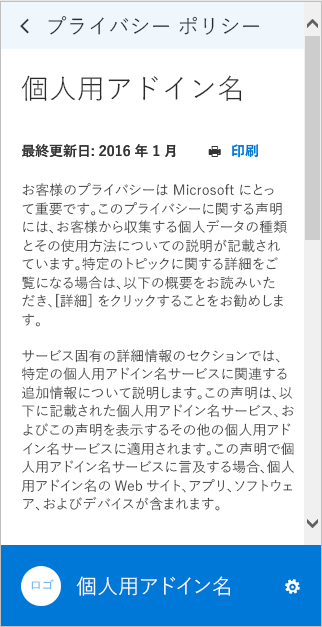 プライバシー ポリシー
個人用アドイン名
最終更新日: 2016 年 1 月 印刷
お客様のプライバシーは Microsoft にとっ
て重要です。このプライバシーに関する声明
には、お客様から収集する個人データの種類
とその使用方法についての説明が記載され
ています。特定のトピックに関する詳細をご
覧になる場合は、以下の概要をお読みいた
だき、[詳細] をクリックすることをお勧めしま
す。
サービス固有の詳細情報のセクションでは、
特定の個人用アドイン名サービスに関連する
追加情報について説明します。この声明は、以
下に記載された個人用アドイン名サービス、お
よびこの声明を表示するその他の個人用アド
イン名サービスに適用されます。この声明で個
人用アドイン名サービスに言及する場合、個人
用アドイン名の Web サイト、アプリ、ソフトウェ
ア、およびデバイスが含まれます。
ロゴ 個人用アドイン名